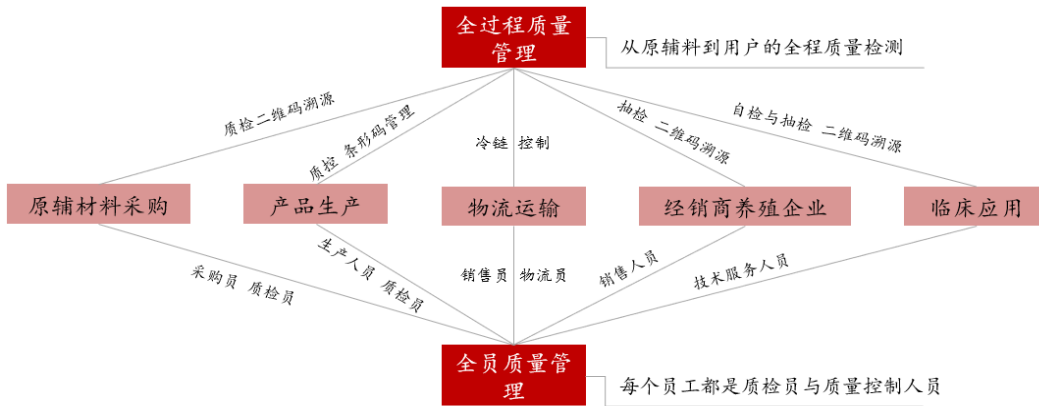 全过程质量
管理
从原辅料到用户的全程质量检测
质检二维码溯源
质控 条形码管理
冷链 控制
抽检 二维码溯源
自检与抽检 二维码溯源
原辅材料采购
产品生产
物流运输
经销商养殖企业
临床应用
采购员 质检员
生产人员 质检员
销售员 物流员
销售人员
技术服务人员
全员质量管
理
每个员工都是质检员与质量控制人员